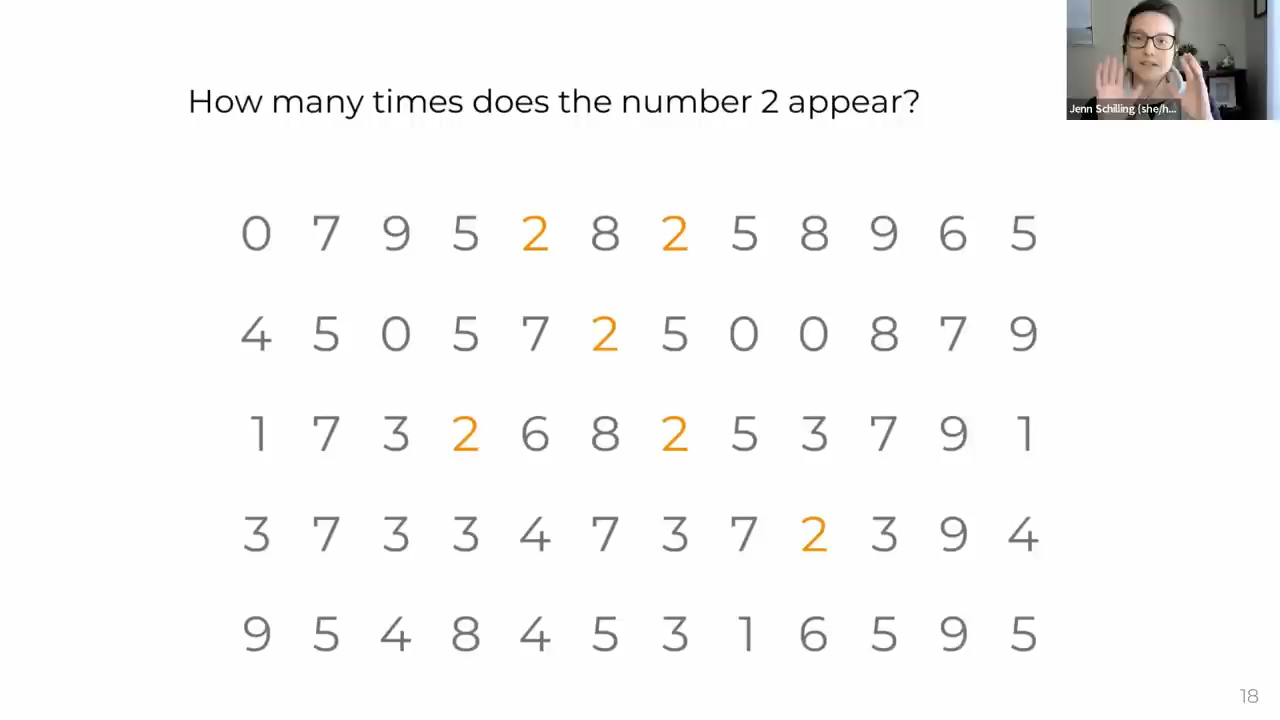 How many times does the number 2 appear?
Jenn Schilling (she/h...
0 7 9 5 2 8 2 5 8 9 6 5
4 5 0 5 7 2 5 0 0 8 7 9
1 7 3 2 6 8 2 5 3 7 9 1
3 7 3 3 4 7 3 7 2 3 9 4
9 5 4 8 4 5 3 1 6 5 9 5
18